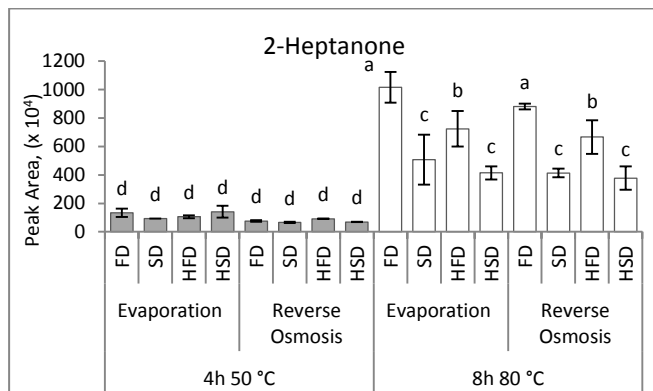 2-Heptanone
Peak Area, (x 10⁴)
1200
1000
800
600
400
200
0
d d d d d d d d a c b c a c b c
FD SD HFD HSD FD SD HFD HSD FD SD HFD HSD FD SD HFD HSD
Evaporation Reverse Osmosis Evaporation Reverse Osmosis
4h 50 °C 8h 80 °C